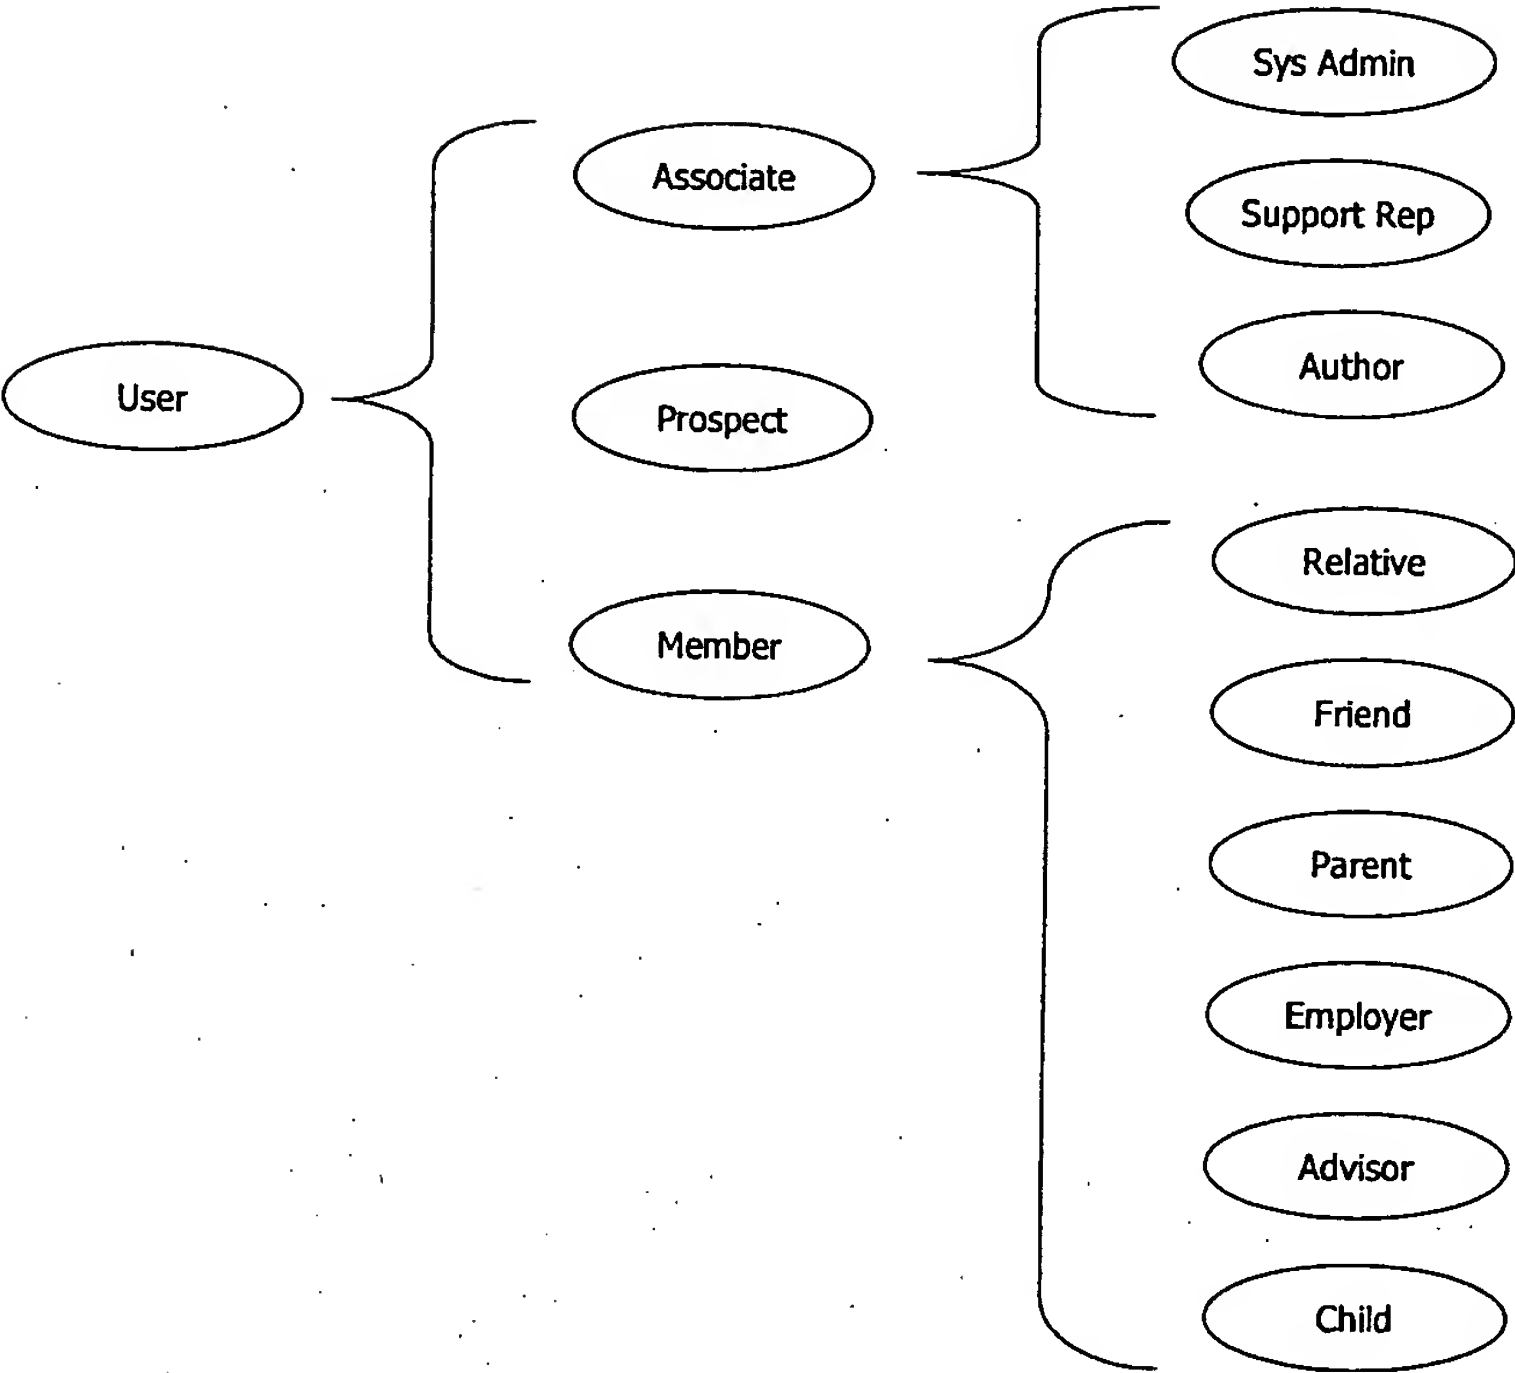 User
Associate
Prospect
Member
Sys Admin
Support Rep
Author
Relative
Friend
Parent
Employer
Advisor
Child